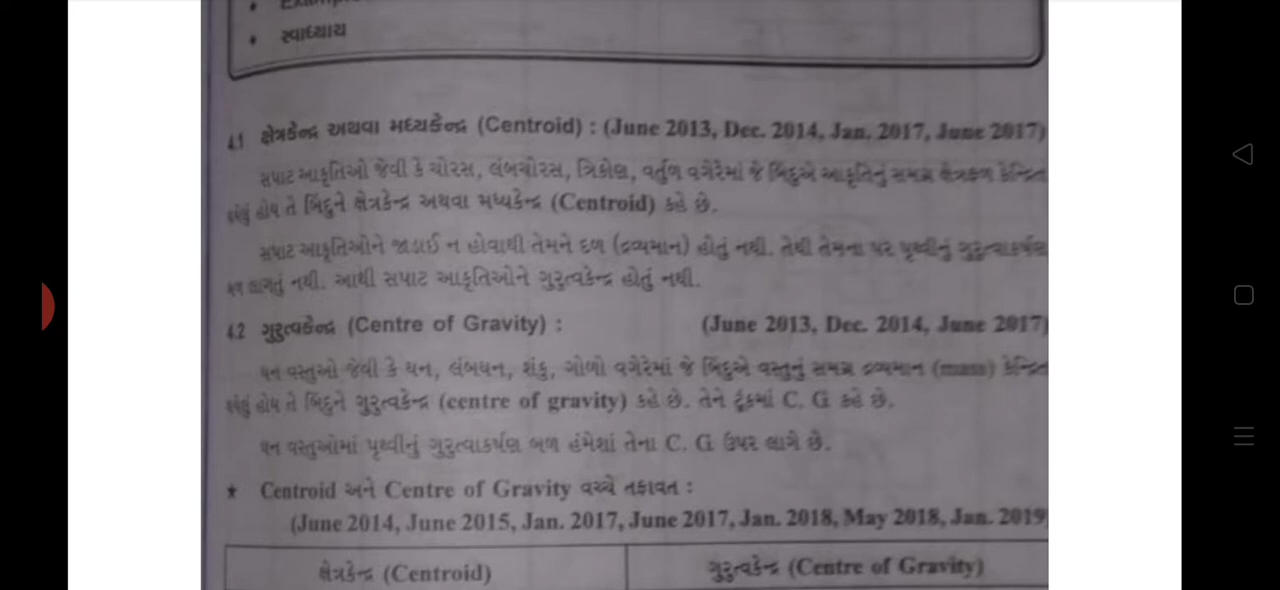 • સ્વાધ્યાય
4.1 ક્ષેત્રકેન્દ્ર અથવા મધ્યકેન્દ્ર (Centroid) : (June 2013, Dec. 2014, Jan. 2017, June 2017)
સપાટ આકૃતિઓ જેવી કે ચોરસ, લંબચોરસ, ત્રિકોણ, વર્તુળ વગેરેમાં જે બિંદુએ આકૃતિનું સમગ્ર ક્ષેત્રફળ કેન્દ્રિત
થયેલું હોય તે બિંદુને ક્ષેત્રકેન્દ્ર અથવા મધ્યકેન્દ્ર (Centroid) કહે છે.
સપાટ આકૃતિઓને જાડાઈ ન હોવાથી તેમને દળ (દ્રવ્યમાન) હોતું નથી. તેથી તેમના પર પૃથ્વીનું ગુરુત્વાકર્ષણ
બળ લાગતું નથી. આથી સપાટ આકૃતિઓને ગુરુત્વકેન્દ્ર હોતું નથી.
4.2 ગુરુત્વકેન્દ્ર (Centre of Gravity) : (June 2013, Dec. 2014, June 2017)
ઘન વસ્તુઓ જેવી કે ઘન, લંબઘન, શંકુ, ગોળો વગેરેમાં જે બિંદુએ વસ્તુનું સમગ્ર દ્રવ્યમાન (mass) કેન્દ્રિત
થયેલું હોય તે બિંદુને ગુરુત્વકેન્દ્ર (centre of gravity) કહે છે. તેને ટૂંકમાં C. G કહે છે.
ઘન વસ્તુઓમાં પૃથ્વીનું ગુરુત્વાકર્ષણ બળ હંમેશાં તેના C. G ઉપર લાગે છે.
★ Centroid અને Centre of Gravity વચ્ચે તફાવત :
(June 2014, June 2015, Jan. 2017, June 2017, Jan. 2018, May 2018, Jan. 2019
ક્ષેત્રકેન્દ્ર (Centroid)
ગુરુત્વકેન્દ્ર (Centre of Gravity)